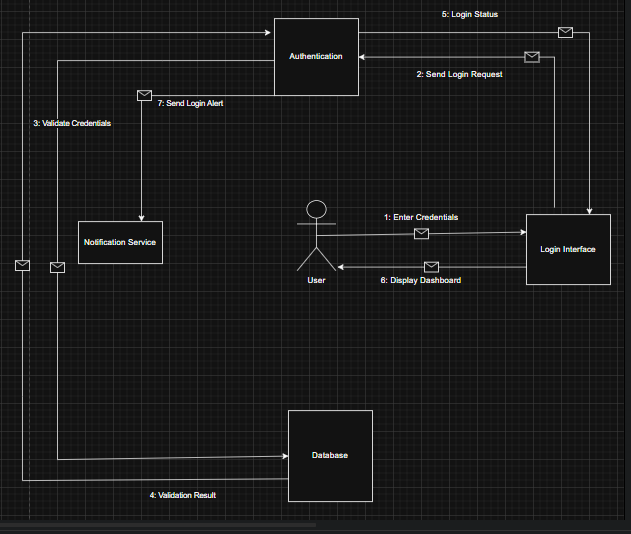 5: Login Status
Authentication
2: Send Login Request
7: Send Login Alert
3: Validate Credentials
1: Enter Credentials
Notification Service
Login Interface
User
6: Display Dashboard
Database
4: Validation Result